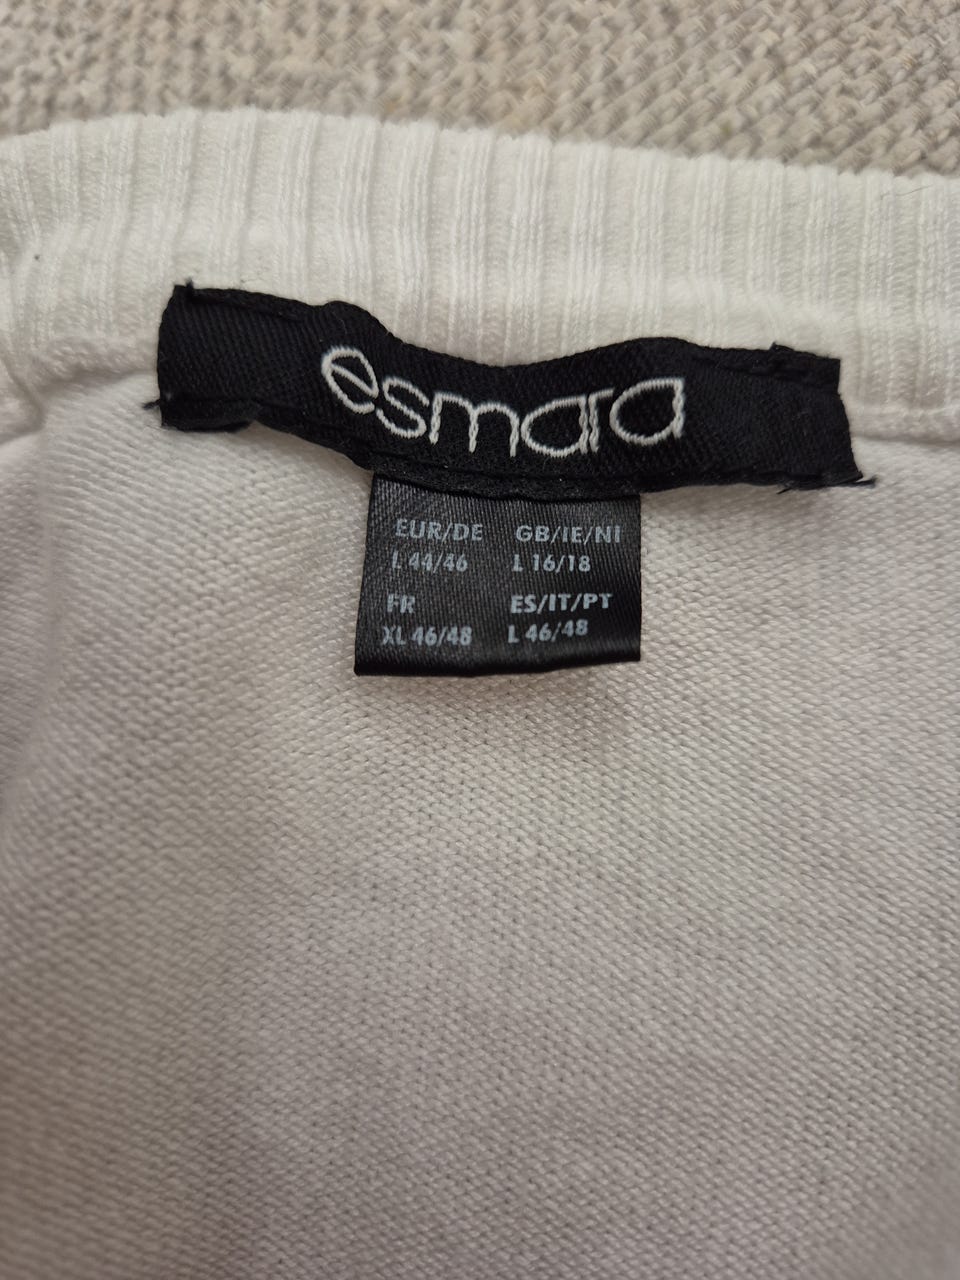 esmara
EUR/DE GB/IE/NI
L 44/46 L 16/18
FR ES/IT/PT
XL 46/48 L 46/48